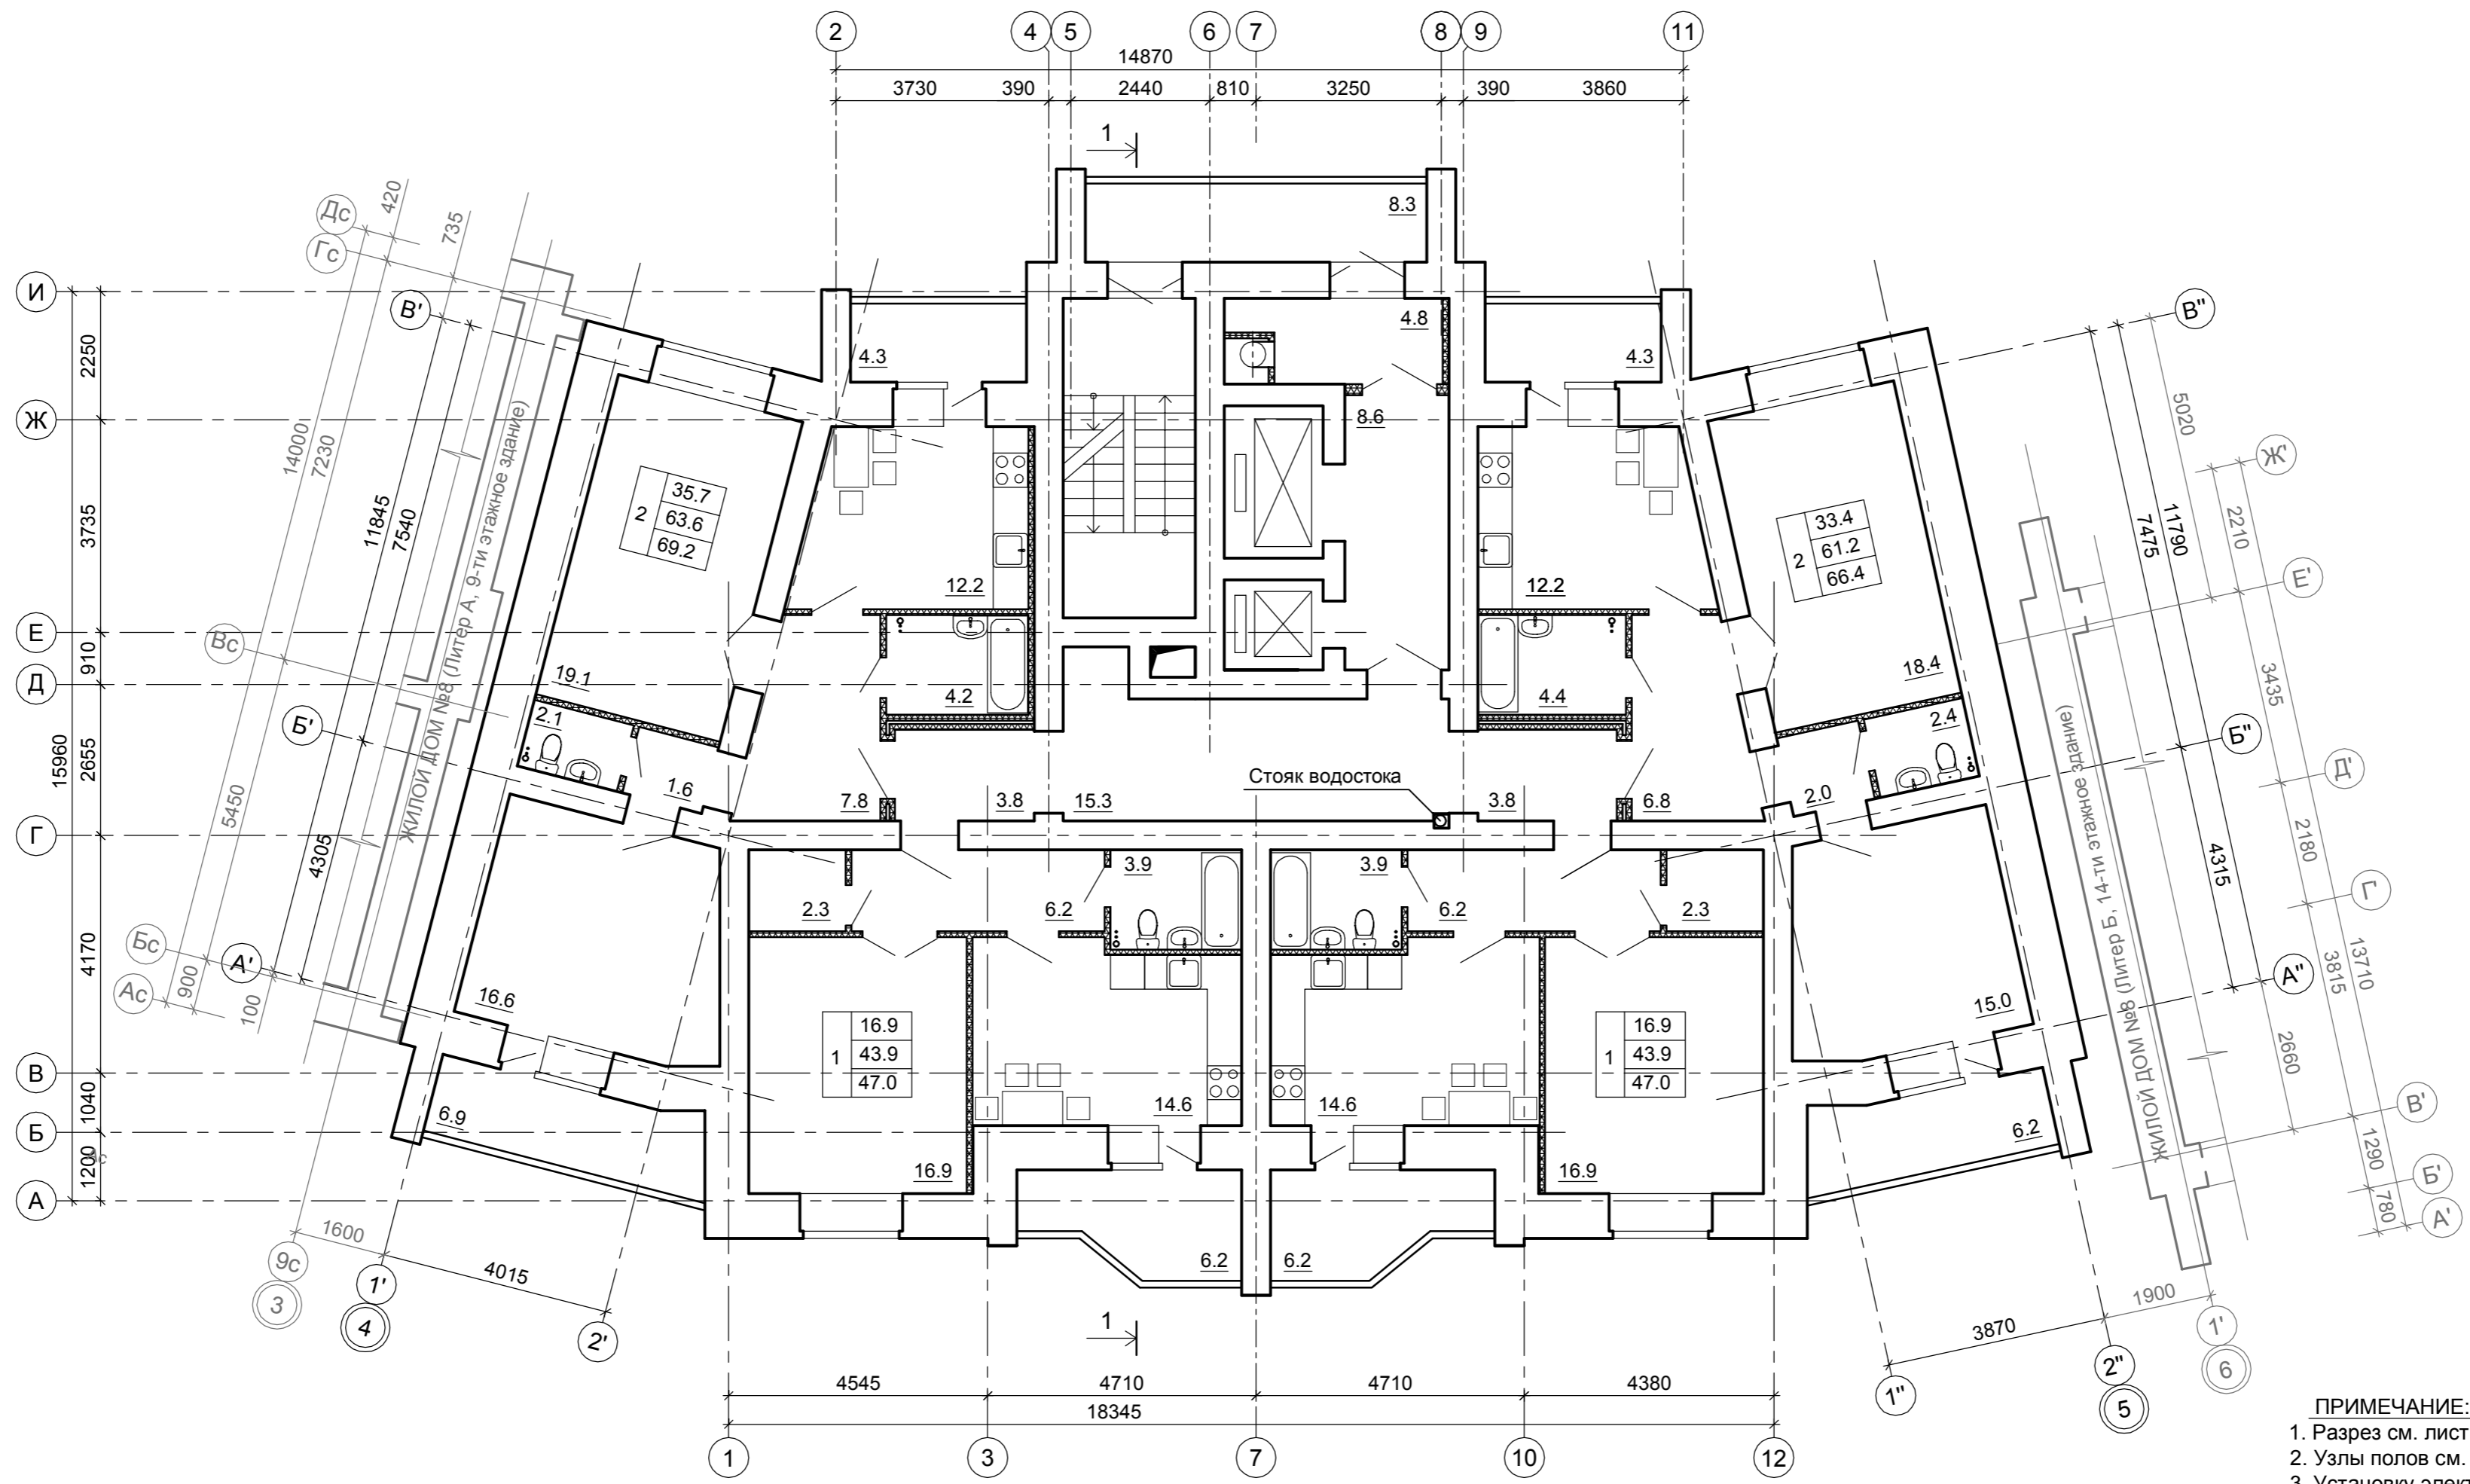 2 4 5 6 7 8 9 11
14870
3730 390 2440 810 3250 390 3860
1
8.3
Дс
Гс
420
735
В'
И
Ж
Е
Д
Г
В
Б
А
2250
3735
910
2655
4170
1040
1200
15960
14000
7230
5450
900
100
11845
7540
4305
Вс
Б'
Бс
Ас
А'
ЖИЛОЙ ДОМ №8 (Литер А, 9-ти этажное здание)
4.3
4.8
4.3
8.6
2
35.7
63.6
69.2
12.2
12.2
2
33.4
61.2
66.4
19.1
4.2
4.4
18.4
2.1
2.4
1.6
7.8
3.8
15.3
Стояк водостока
3.8
6.8
2.0
2.3
6.2
3.9
3.9
6.2
2.3
16.6
15.0
1
16.9
43.9
47.0
1
16.9
43.9
47.0
14.6
14.6
6.9
16.9
16.9
6.2
6.2
6.2
В"
Б"
А"
11790
7475
4315
5020
2210
3435
2180
3815
13710
2660
1290
780
Ж'
Е'
Д'
Г'
В'
Б'
А'
ЖИЛОЙ ДОМ №8 (Литер Б, 14-ти этажное здание)
1600
4015
9с
3
1'
4
2'
1
3870
1900
1"
2"
5
1'
6
4545 4710 4710 4380
18345
1 3 7 10 12
ПРИМЕЧАНИЕ:
1. Разрез см. лист
2. Узлы полов см.